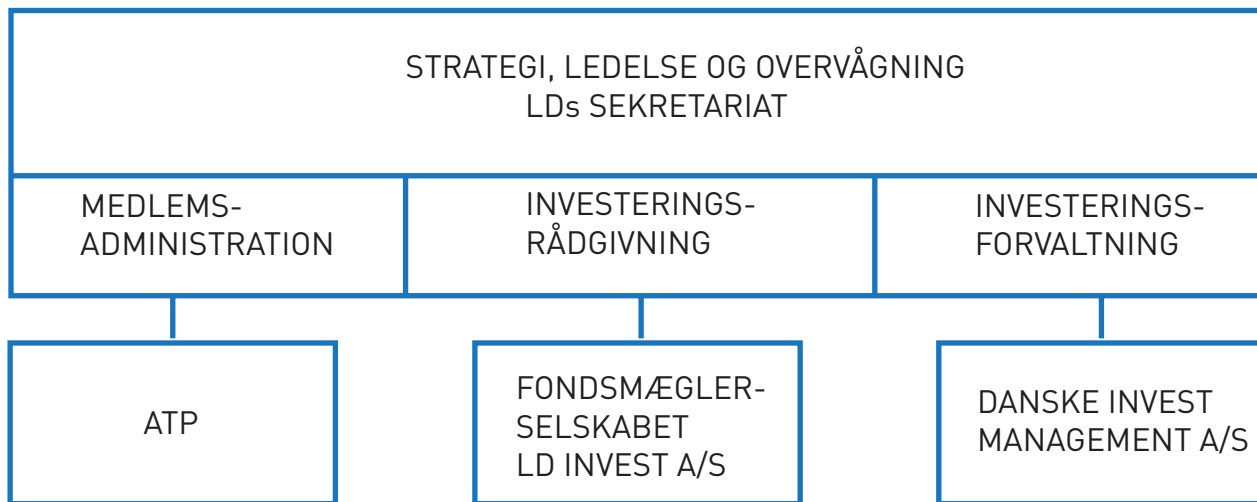 STRATEGI, LEDELSE OG OVERVÅGNING
LDs SEKRETARIAT
MEDLEMS-
ADMINISTRATION
INVESTERINGS-
RÅDGIVNING
INVESTERINGS-
FORVALTNING
ATP
FONDSMÆGLER-
SELSKABET
LD INVEST A/S
DANSKE INVEST
MANAGEMENT A/S